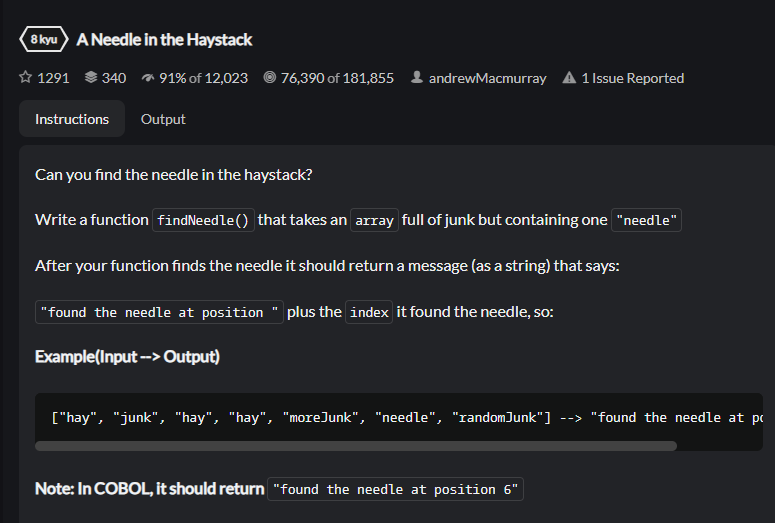 8 kyu A Needle in the Haystack
1291 340 91% of 12,023 76,390 of 181,855 andrewMacmurray 1 Issue Reported
Instructions Output
Can you find the needle in the haystack?
Write a function findNeedle() that takes an array full of junk but containing one "needle"
After your function finds the needle it should return a message (as a string) that says:
"found the needle at position " plus the index it found the needle, so:
Example(Input --> Output)
["hay", "junk", "hay", "hay", "moreJunk", "needle", "randomJunk"] --> "found the needle at
Note: In COBOL, it should return "found the needle at position 6"